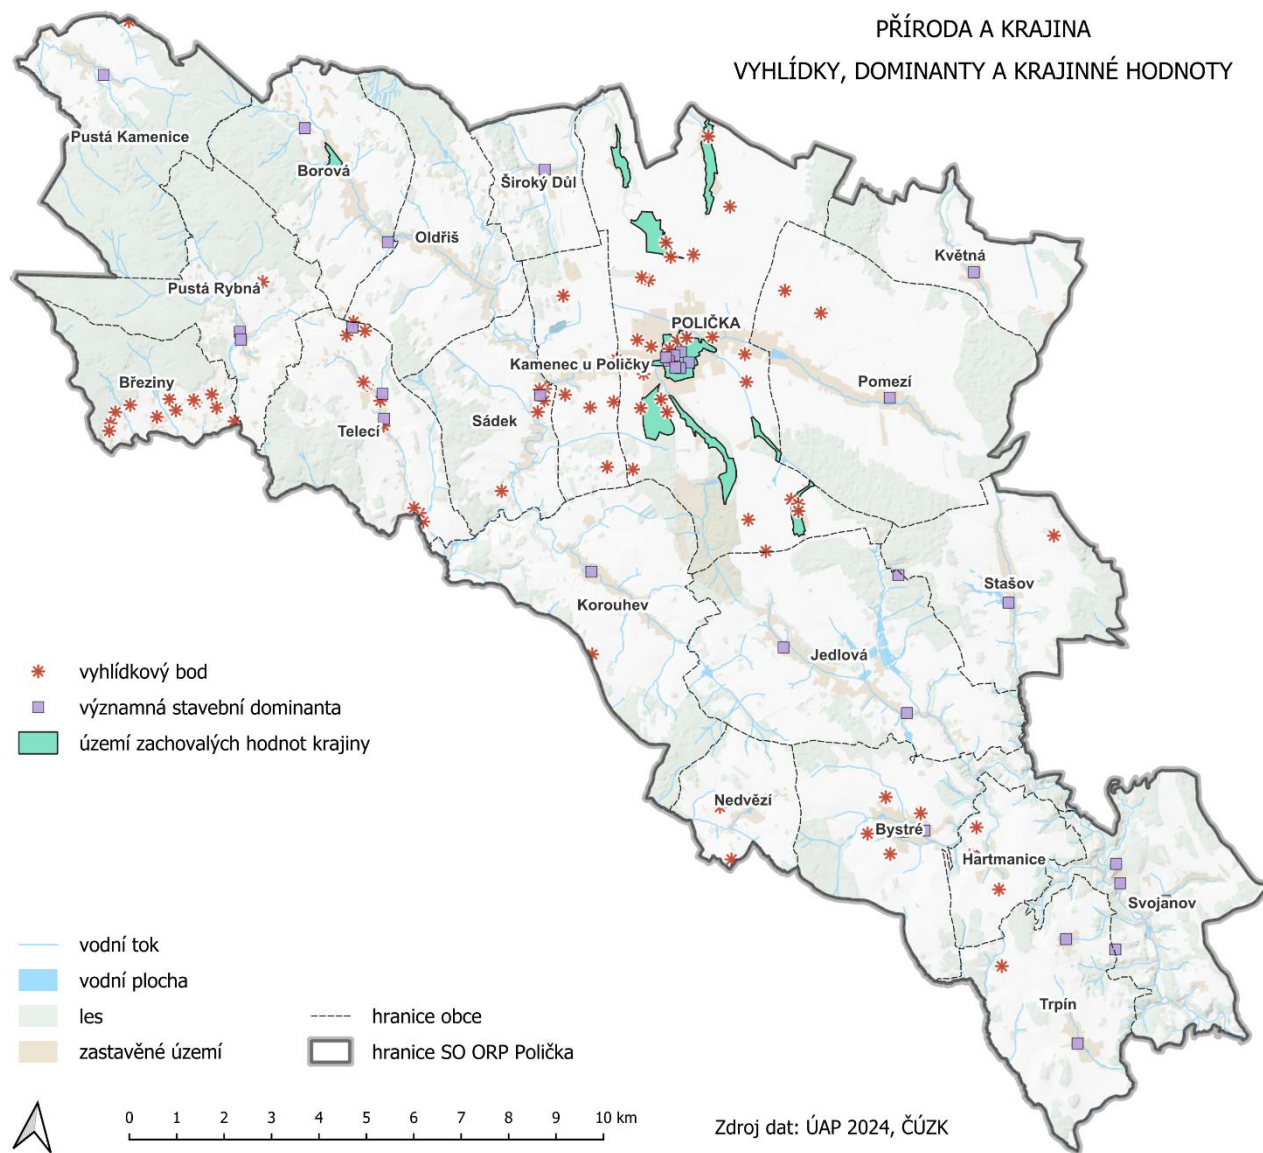 PŘÍRODA A KRAJINA
VYHLÍDKY, DOMINANTY A KRAJINNÉ HODNOTY
Pustá Kamenice
Borová
Široký Důl
Oldřiš
Květná
Pustá Rybná
POLIČKA
Kamenec u Poličky
Březiny
Pomezí
Sádek
Telecí
Stašov
Korouhev
Jedlová
vyhlídkový bod
významná stavební dominanta
území zachovalých hodnot krajiny
Nedvězí
Bystré
Hartmanice
Svojanov
Trpín
vodní tok
vodní plocha
les
zastavěné území
hranice obce
hranice SO ORP Polička
0 1 2 3 4 5 6 7 8 9 10 km
Zdroj dat: ÚAP 2024, ČÚZK